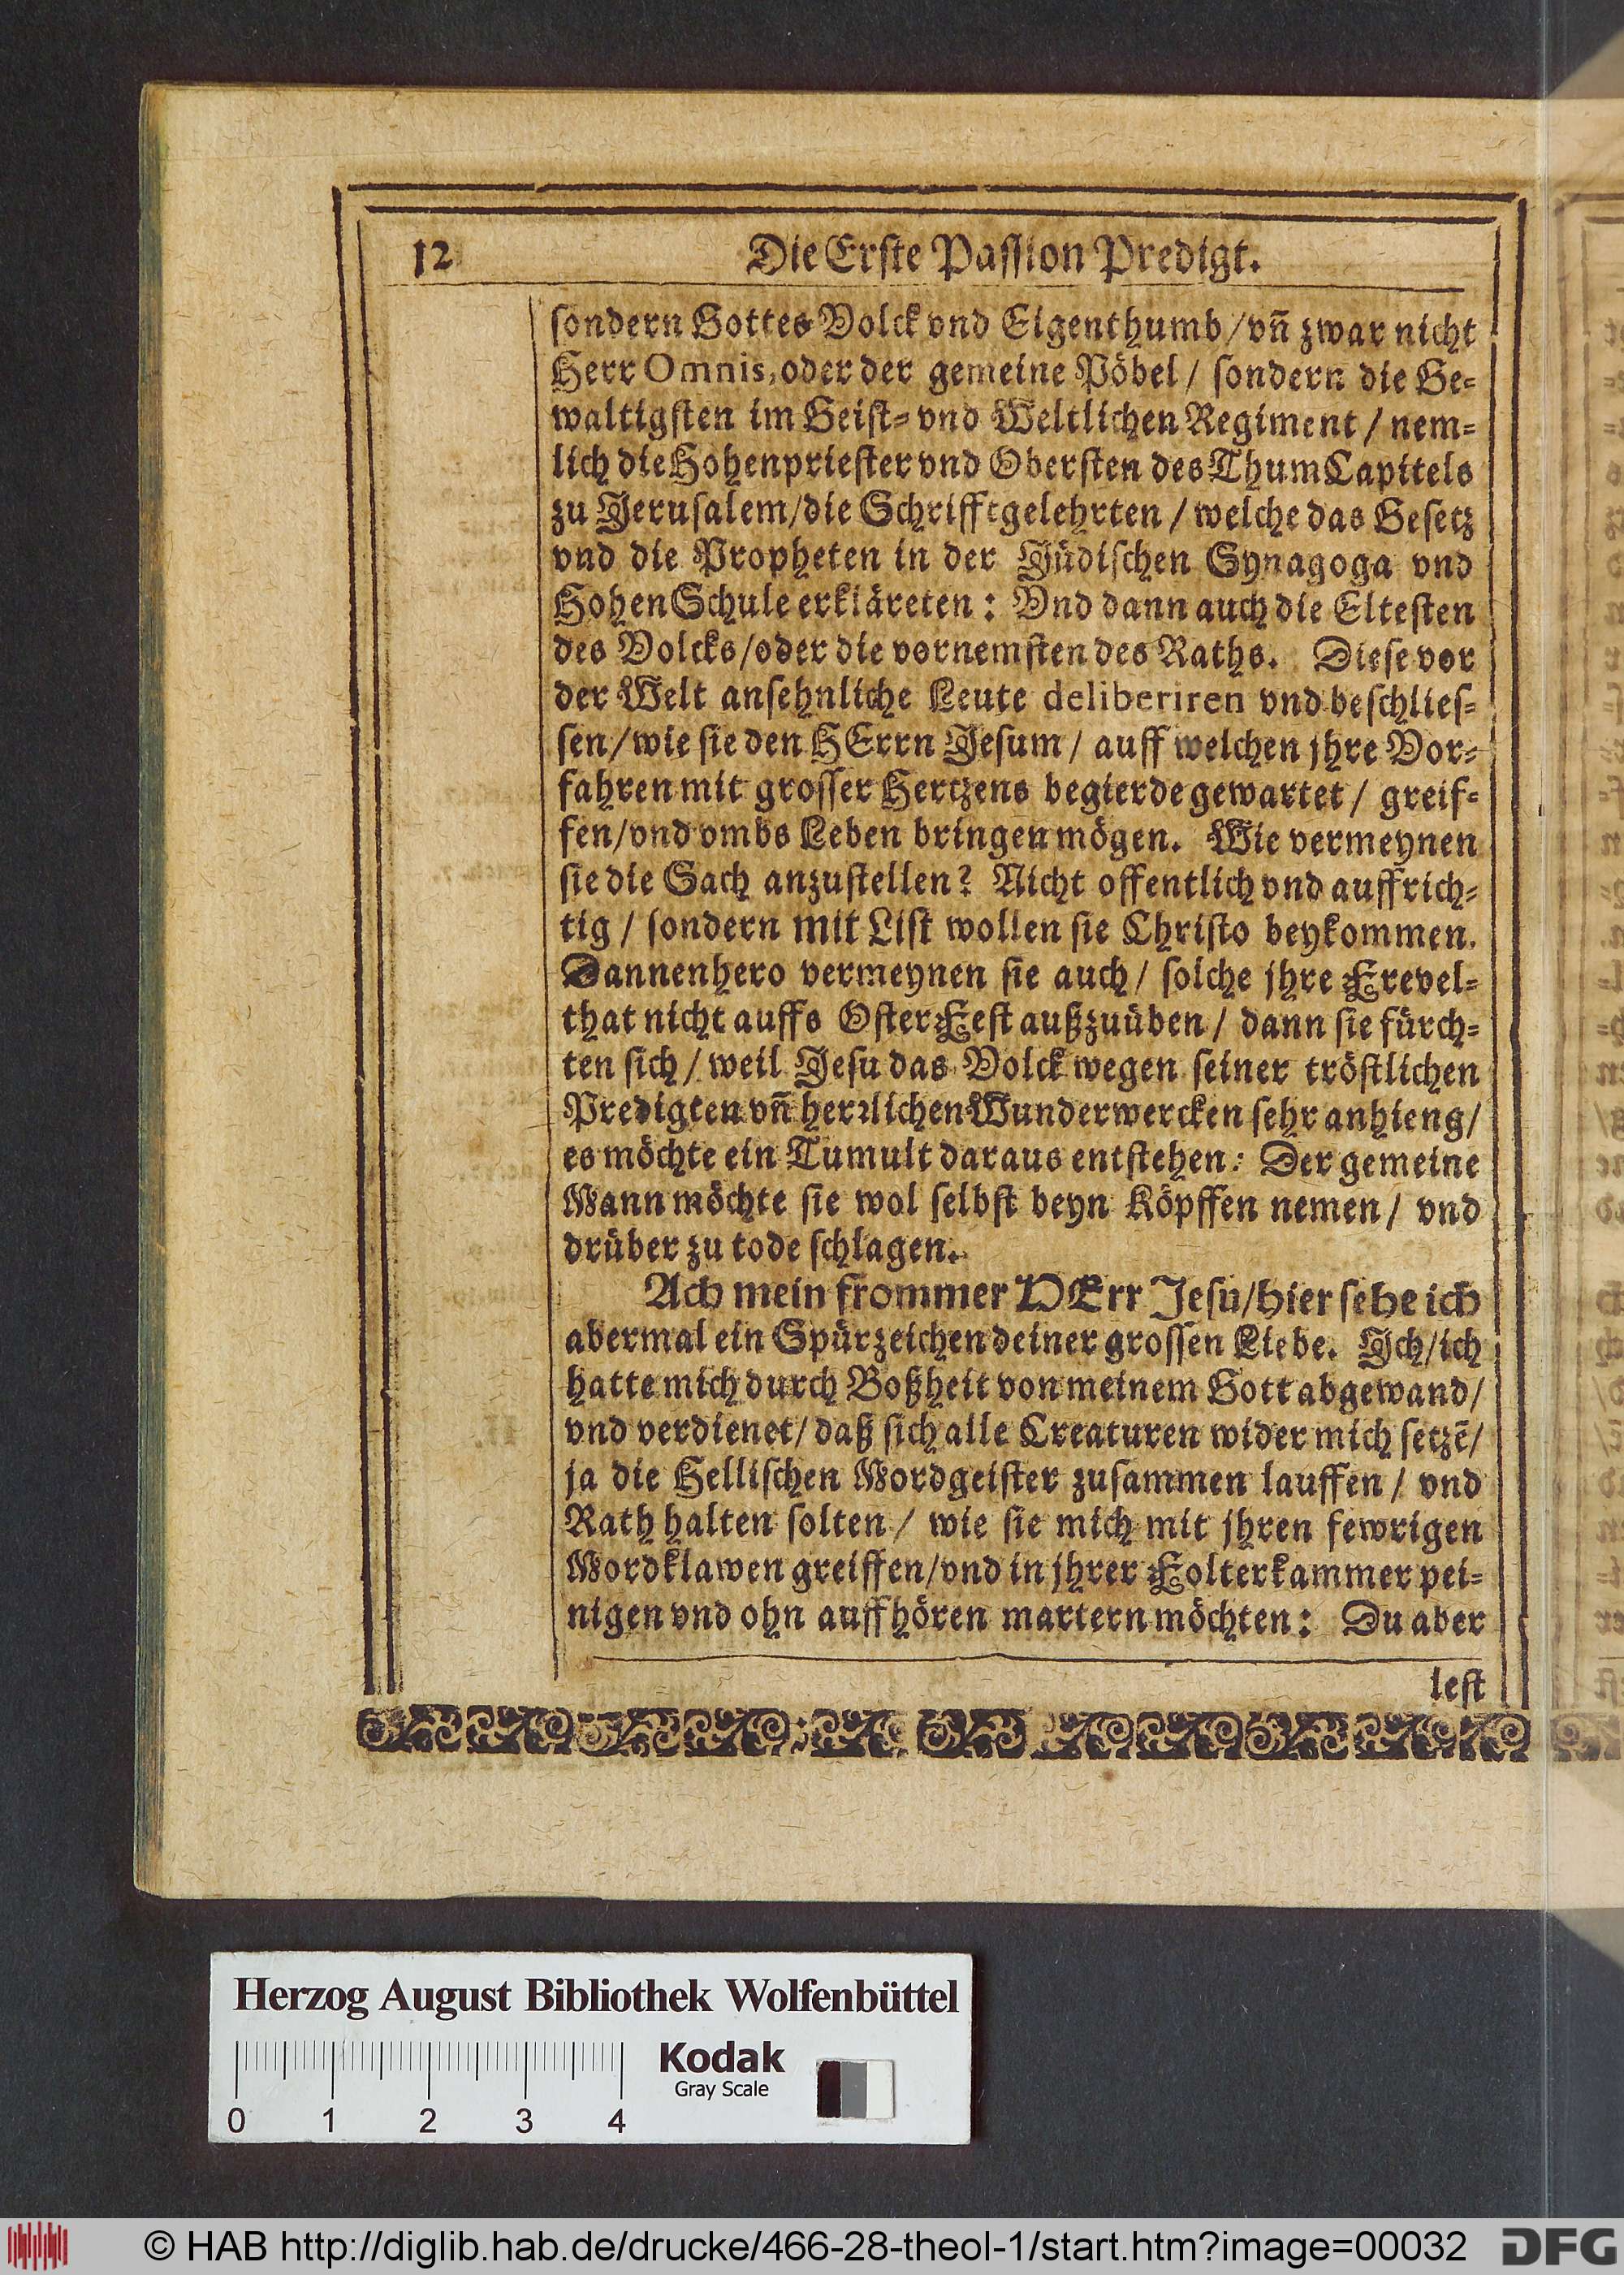 12 Die Erste Passion Predigt.
sondern Gottes Volck vnd Eigenthumb/vn̄ zwar nicht
Herr Omnis, oder der gemeine Pöbel/ sondern die Ge-
waltigsten im Geist- vnd Weltlichen Regiment/ nem-
lich die Hohenpriester vnd Obersten des ThumCapitels
zu Jerusalem/die Schrifftgelehrten/ welche das Gesetz
vnd die Propheten in der Jüdischen Synagoga vnd
HohenSchule erkläreten: Vnd dann auch die Eltesten
des Volcks/oder die vornemsten des Raths. Diese vor
der Welt ansehnliche Leute deliberiren vnd beschlies-
sen/wie sie den HErrn Jesum/ auff welchen jhre Vor-
fahren mit grosser Hertzens begierde gewartet/ greif-
fen/vnd vmbs Leben bringen mögen. Wie vermeynen
sie die Sach anzustellen? Nicht offentlich vnd auffrich-
tig/ sondern mit List wollen sie Christo beykommen.
Dannenhero vermeynen sie auch/ solche jhre Frevel-
that nicht auffs OsterFest außzuüben/ dann sie fürch-
ten sich/ weil Jesu das Volck wegen seiner tröstlichen
Predigten vn̄ herꝛlichen Wunderwercken sehr anhieng/
es möchte ein Tumult daraus entstehen: Der gemeine
Mann möchte sie wol selbst beyn Köpffen nemen/ vnd
drüber zu tode schlagen.
Ach mein frommer HErr Jesu/hier sehe ich
abermal ein Spürzeichen deiner grossen Liebe. Jch/ich
hatte mich durch Boßheit von meinem Gott abgewand/
vnd verdienet/ daß sich alle Creaturen wider mich setzē/
ja die Hellischen Mordgeister zusammen lauffen/ vnd
Rath halten solten/ wie sie mich mit jhren fewrigen
Mordklawen greiffen/vnd in jhrer Folterkammer pei-
nigen vnd ohn auffhören martern möchten: Du aber
lest
Herzog August Bibliothek Wolfenbüttel
Kodak
Gray Scale
0 1 2 3 4
© HAB http://diglib.hab.de/drucke/466-28-theol-1/start.htm?image=00032 DFG